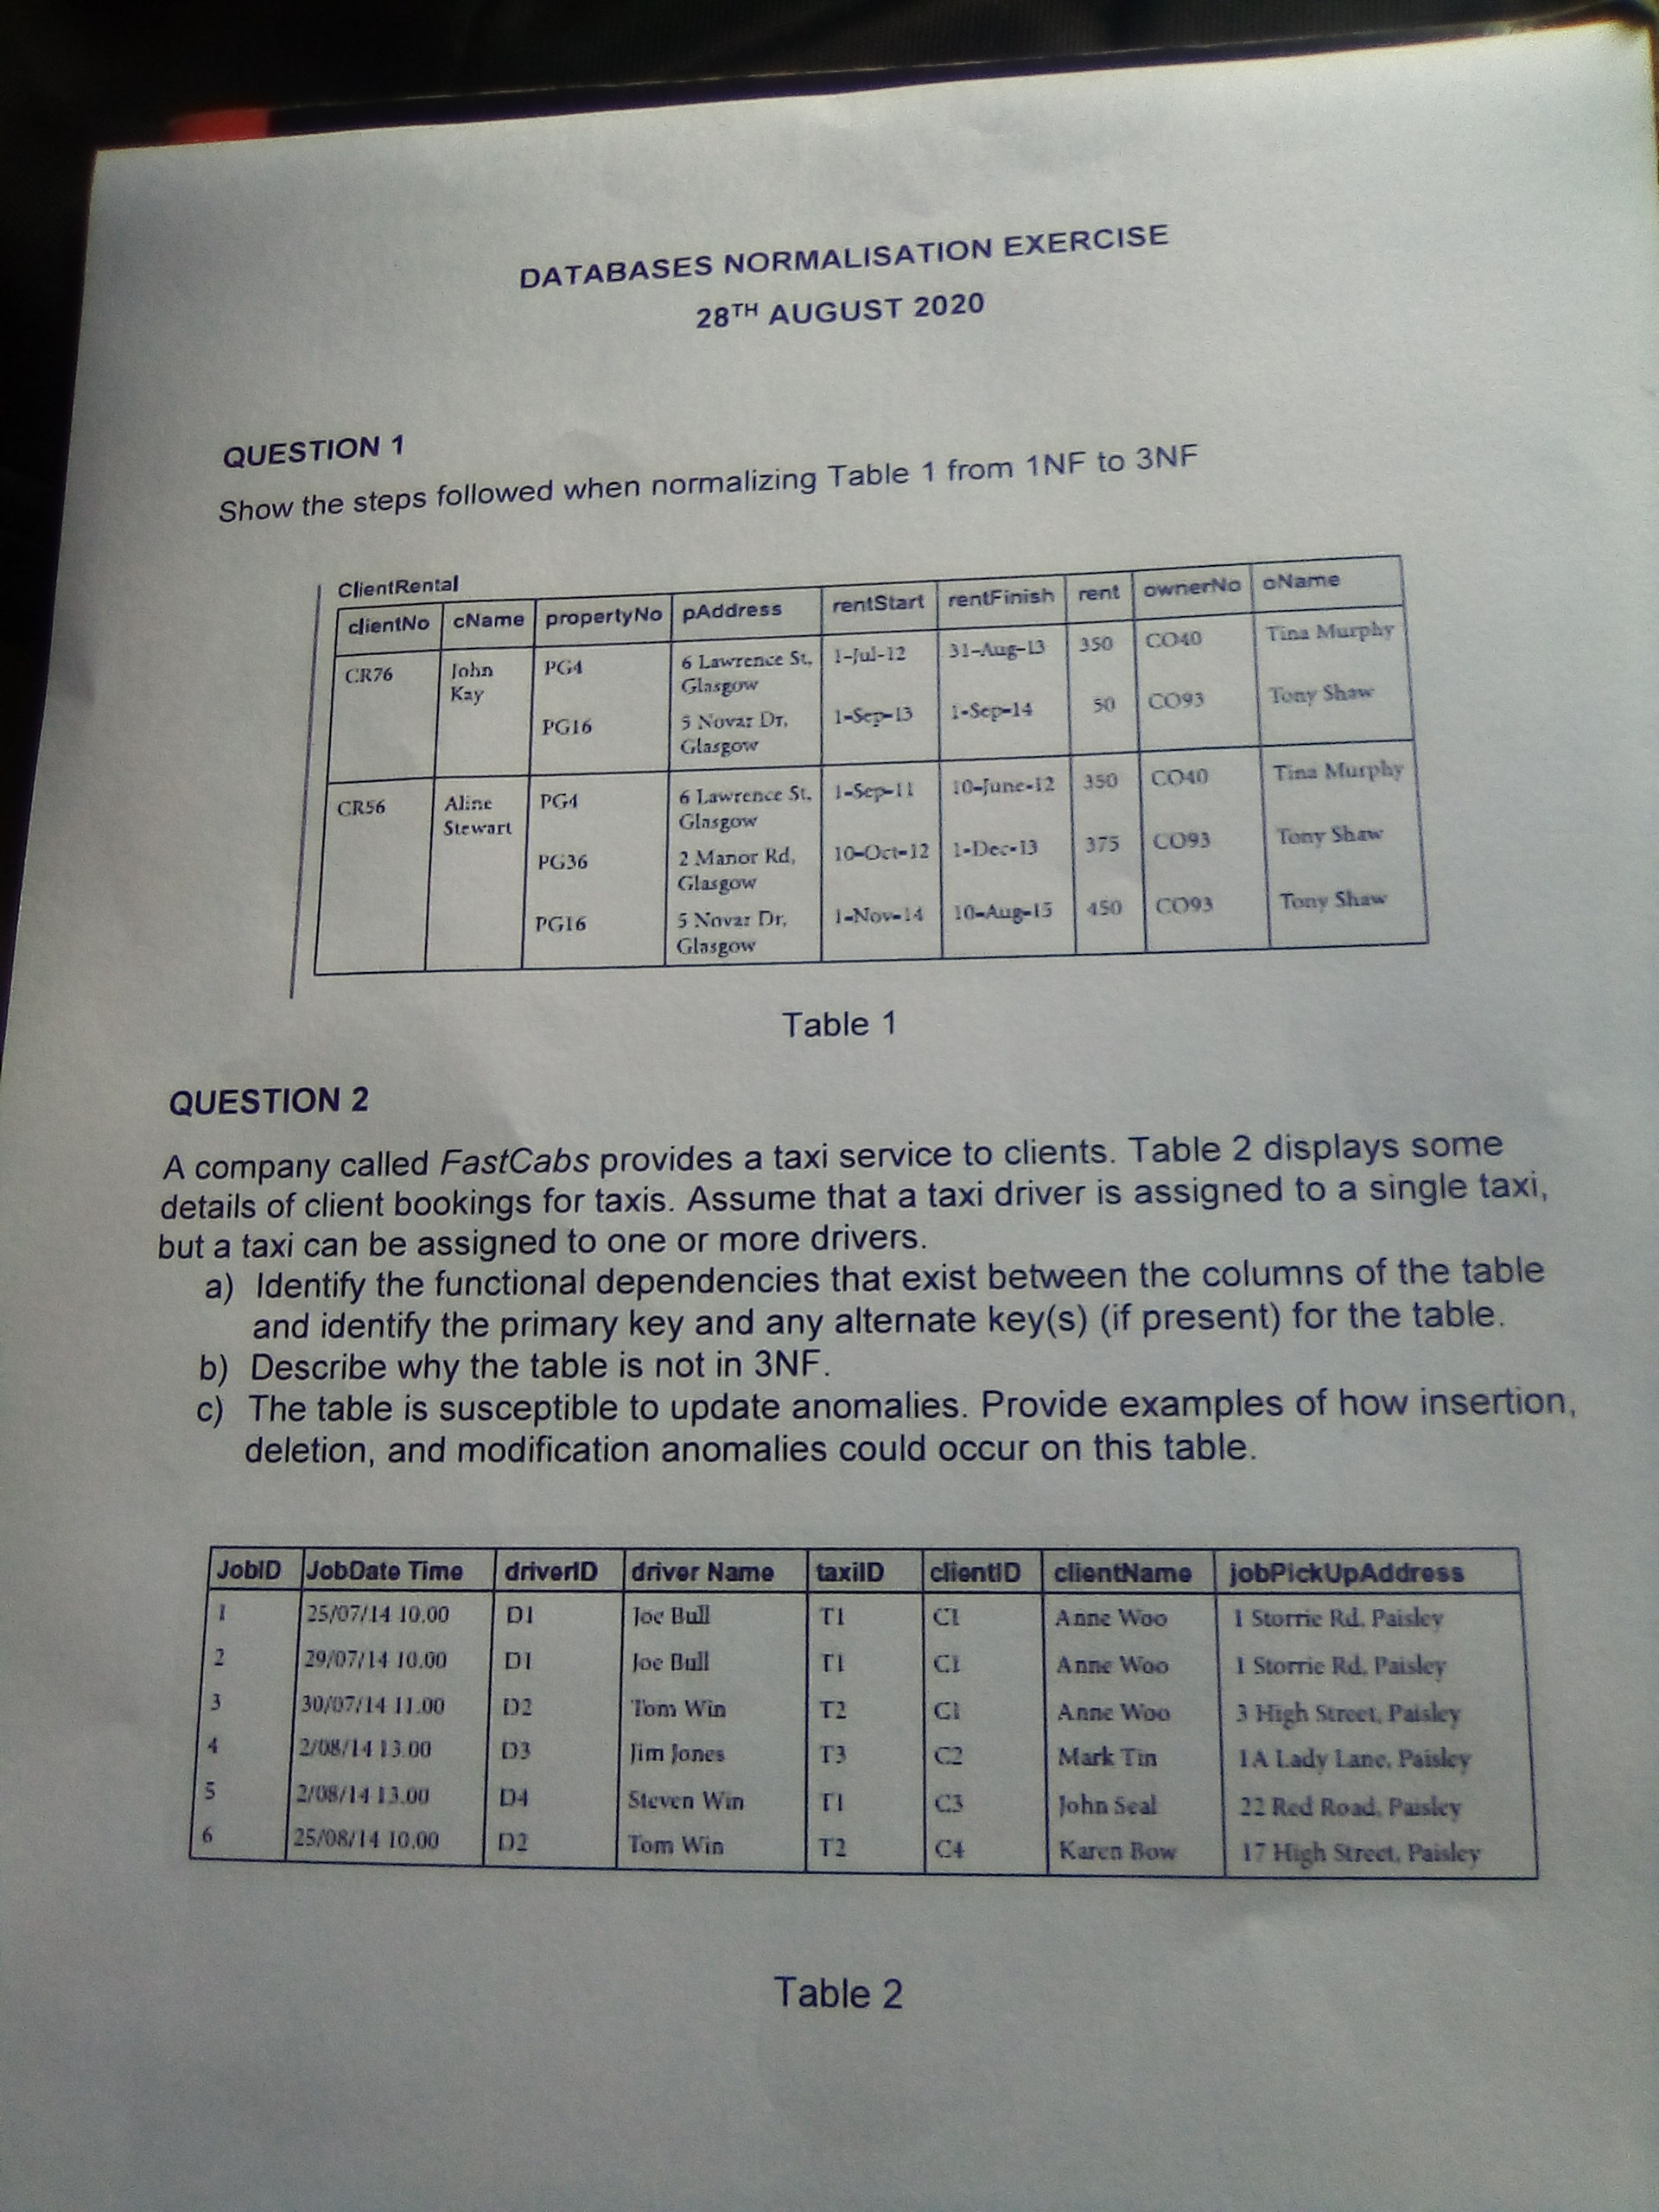 DATABASES NORMALISATION EXERCISE
28TH AUGUST 2020
QUESTION 1
Show the steps followed when normalizing Table 1 from 1NF to 3NF
ClientRental
clientNo cName propertyNo pAddress rentStart rentFinish rent ownerNo oName
CR76 John Kay PG4 6 Lawrence St, Glasgow 1-Jul-12 31-Aug-13 350 CO40 Tina Murphy
PG16 5 Novar Dr, Glasgow 1-Sep-13 1-Sep-14 50 CO93 Tony Shaw
CR56 Aline Stewart PG4 6 Lawrence St, Glasgow 1-Sep-11 10-June-12 350 CO40 Tina Murphy
PG36 2 Manor Rd, Glasgow 10-Oct-12 1-Dec-13 375 CO93 Tony Shaw
PG16 5 Novar Dr, Glasgow 1-Nov-14 10-Aug-15 450 CO93 Tony Shaw
Table 1
QUESTION 2
A company called FastCabs provides a taxi service to clients. Table 2 displays some
details of client bookings for taxis. Assume that a taxi driver is assigned to a single taxi,
but a taxi can be assigned to one or more drivers.
a) Identify the functional dependencies that exist between the columns of the table
and identify the primary key and any alternate key(s) (if present) for the table.
b) Describe why the table is not in 3NF.
c) The table is susceptible to update anomalies. Provide examples of how insertion,
deletion, and modification anomalies could occur on this table.
JobID JobDate Time driverID driver Name taxiID clientID clientName jobPickUpAddress
1 25/07/14 10.00 D1 Joe Bull T1 C1 Anne Woo 1 Storrie Rd, Paisley
2 29/07/14 10.00 D1 Joe Bull T1 C1 Anne Woo 1 Storrie Rd, Paisley
3 30/07/14 11.00 D2 Tom Win T2 C1 Anne Woo 3 High Street, Paisley
4 2/08/14 13.00 D3 Jim Jones T3 C2 Mark Tin 1A Lady Lane, Paisley
5 2/08/14 13.00 D4 Steven Win T1 C3 John Seal 22 Red Road, Paisley
6 25/08/14 10.00 D2 Tom Win T2 C4 Karen Bow 17 High Street, Paisley
Table 2